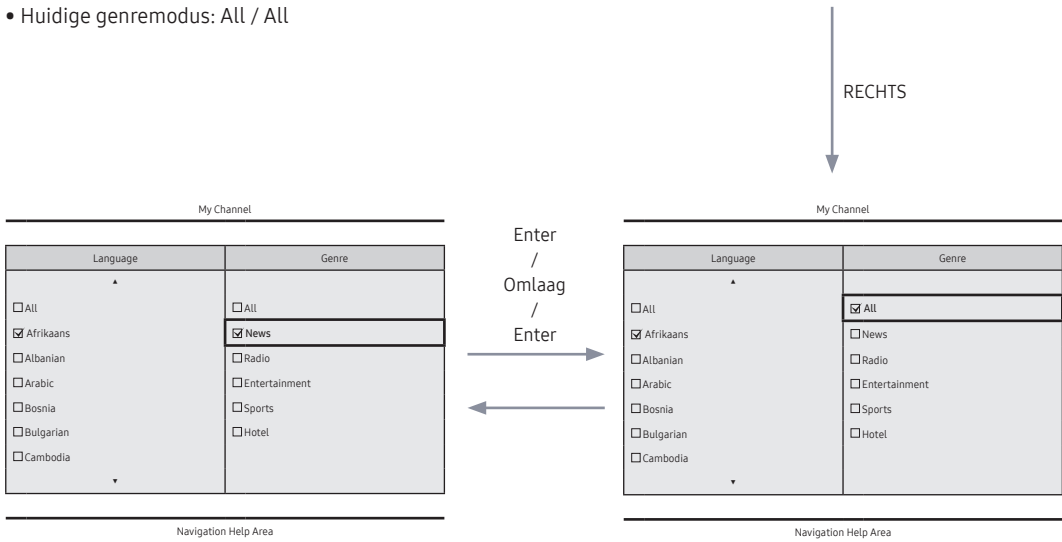 • Huidige genremodus: All / All
RECHTS
My Channel
Language Genre
▲
All All
Afrikaans News
Albanian Radio
Arabic Entertainment
Bosnia Sports
Bulgarian Hotel
Cambodia
▼
Navigation Help Area
Enter
/
Omlaag
/
Enter
My Channel
Language Genre
▲
All All
Afrikaans News
Albanian Radio
Arabic Entertainment
Bosnia Sports
Bulgarian Hotel
Cambodia
▼
Navigation Help Area